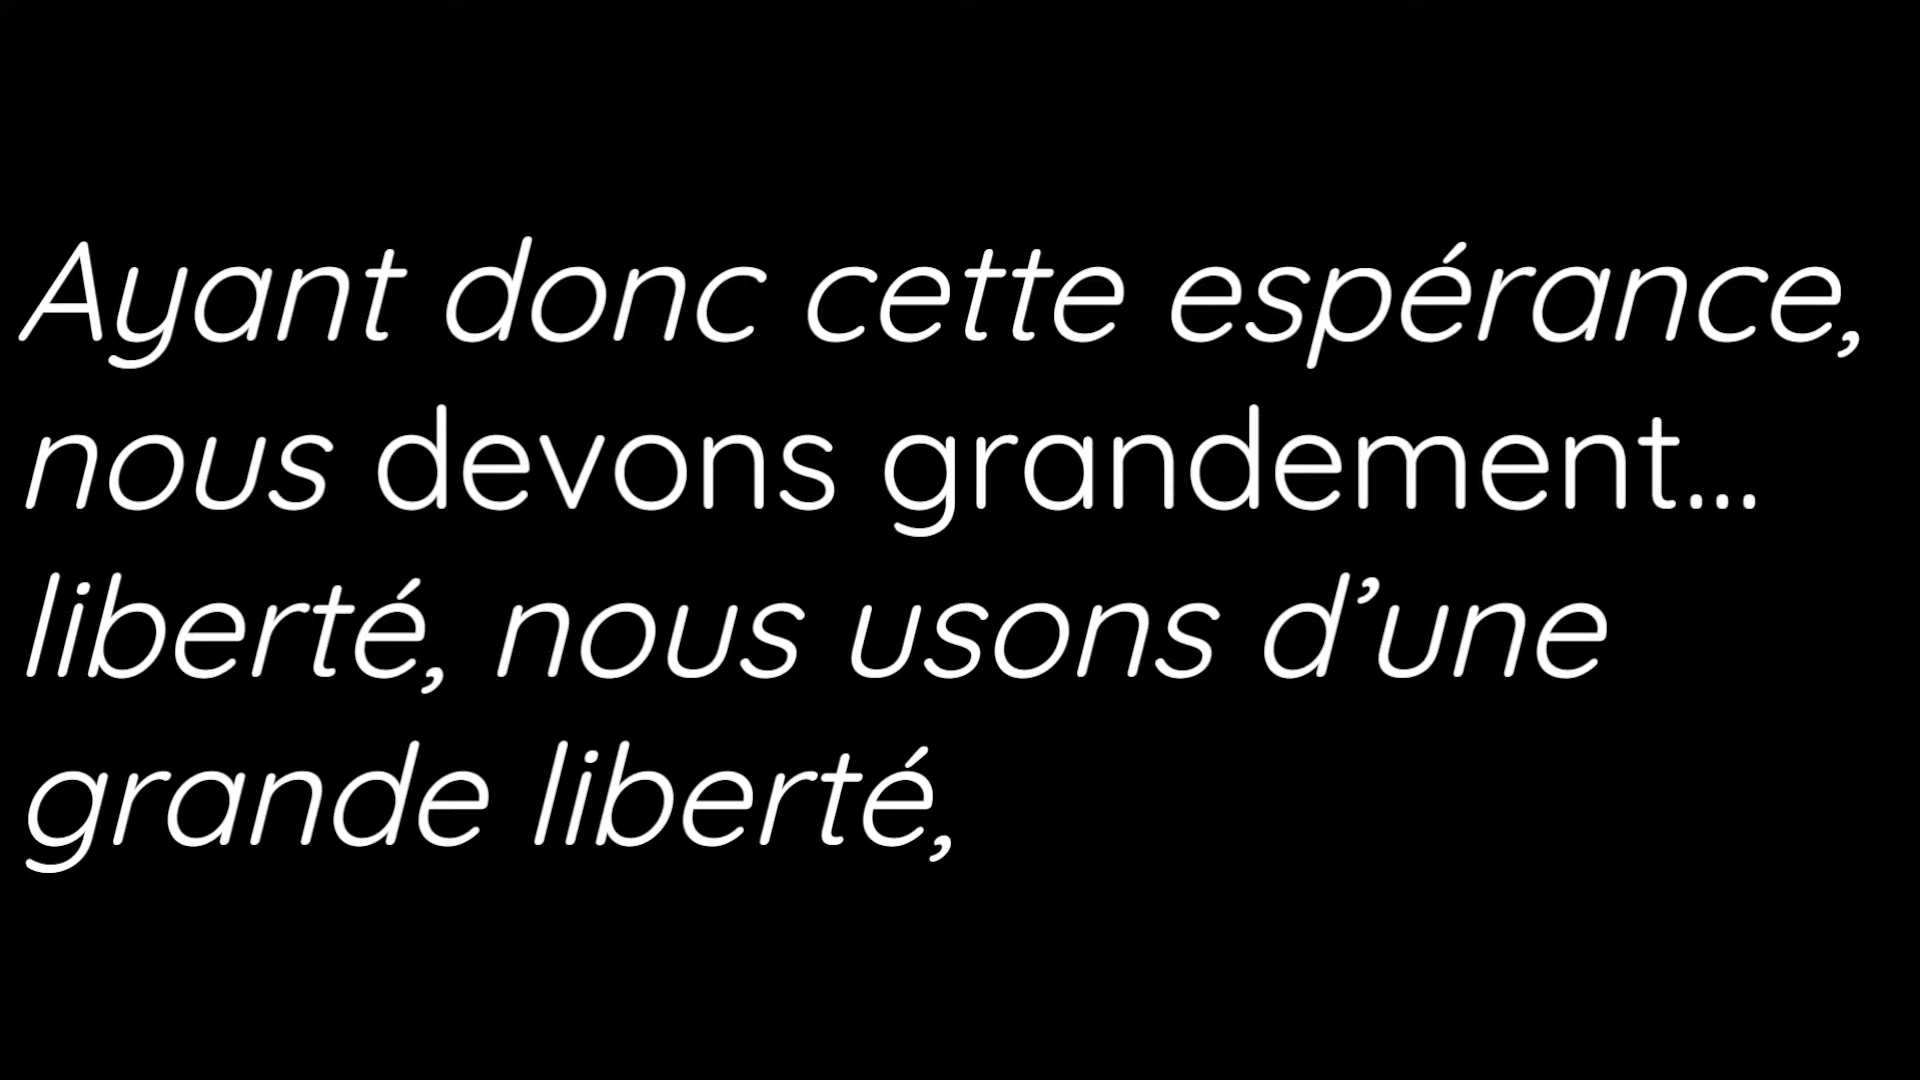 Ayant donc cette espérance,
nous devons grandement...
liberté, nous usons d’une
grande liberté,